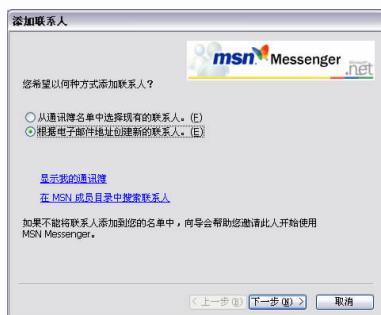 添加联系人
msn Messenger
.net
您希望以何种方式添加联系人？
从通讯簿名单中选择现有的联系人。(F)
根据电子邮件地址创建新的联系人。(E)
显示我的通讯簿
在 MSN 成员目录中搜索联系人
如果不能将联系人添加到您的名单中，向导会帮助您邀请此人开始使用
MSN Messenger。
< 上一步(B) 下一步(N) > 取消